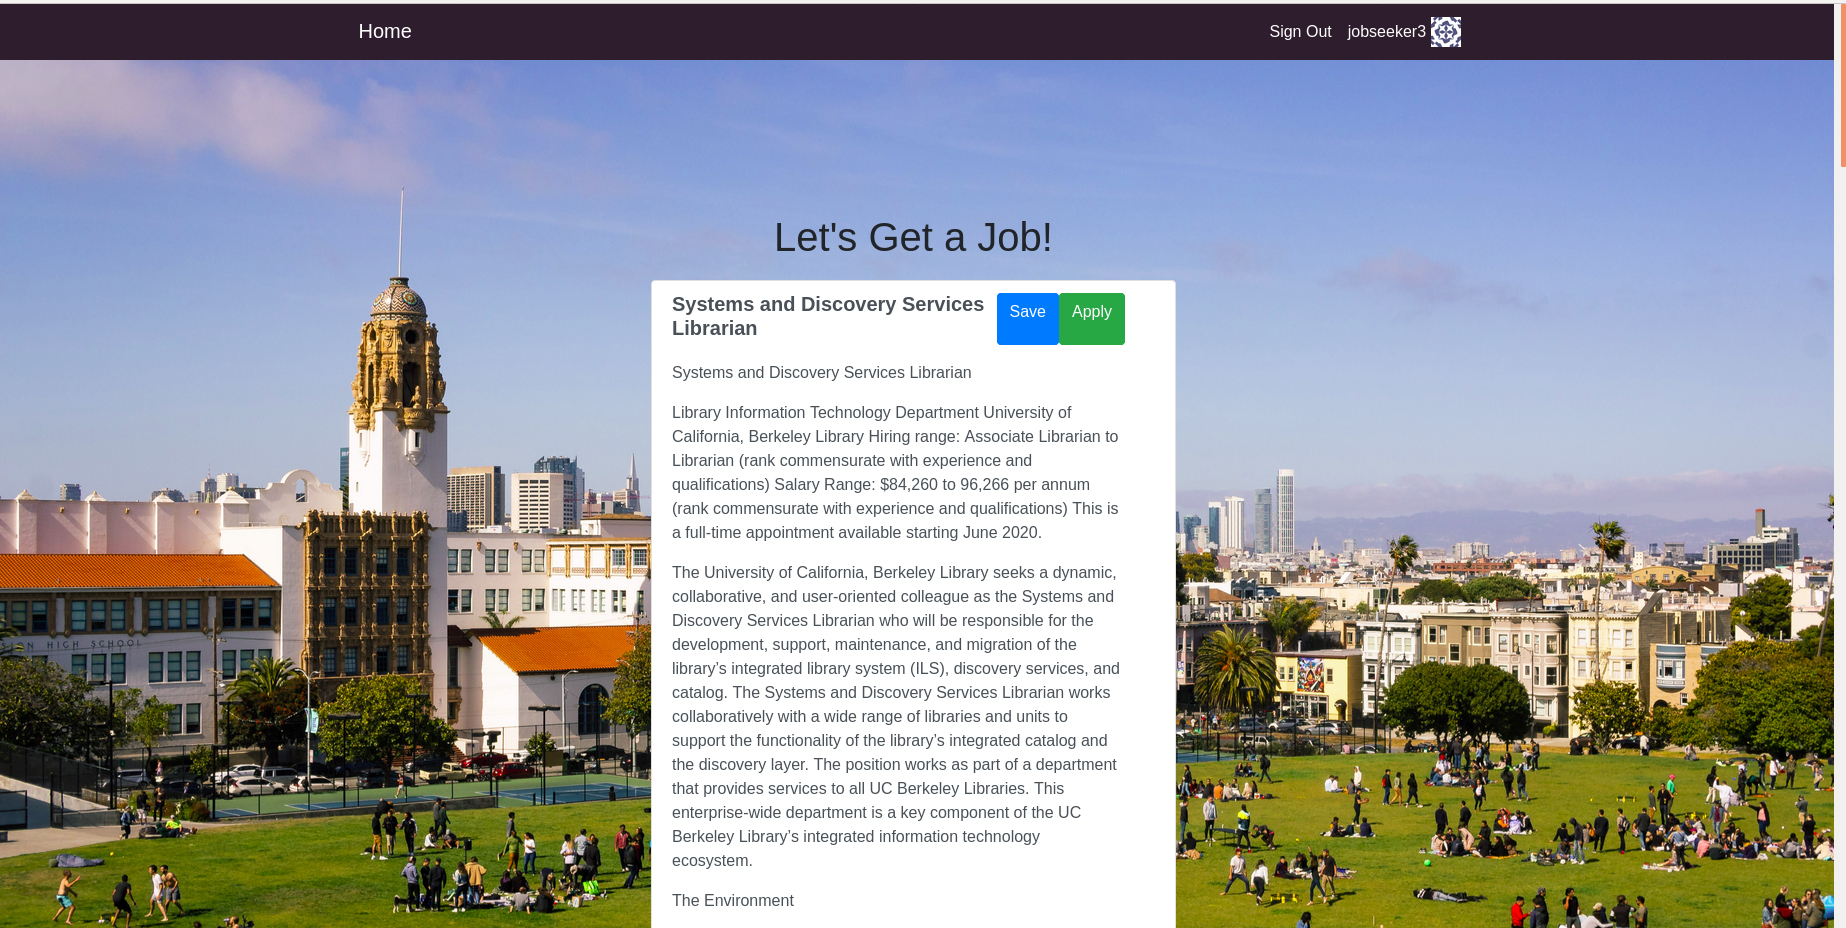 Home
Sign Out jobseeker3
Let's Get a Job!
Systems and Discovery Services
Librarian
Save Apply
Systems and Discovery Services Librarian
Library Information Technology Department University of
California, Berkeley Library Hiring range: Associate Librarian to
Librarian (rank commensurate with experience and
qualifications) Salary Range: $84,260 to 96,266 per annum
(rank commensurate with experience and qualifications) This is
a full-time appointment available starting June 2020.
The University of California, Berkeley Library seeks a dynamic,
collaborative, and user-oriented colleague as the Systems and
Discovery Services Librarian who will be responsible for the
development, support, maintenance, and migration of the
library’s integrated library system (ILS), discovery services, and
catalog. The Systems and Discovery Services Librarian works
collaboratively with a wide range of libraries and units to
support the functionality of the library’s integrated catalog and
the discovery layer. The position works as part of a department
that provides services to all UC Berkeley Libraries. This
enterprise-wide department is a key component of the UC
Berkeley Library’s integrated information technology
ecosystem.
The Environment
ON HIGH SCHOOL